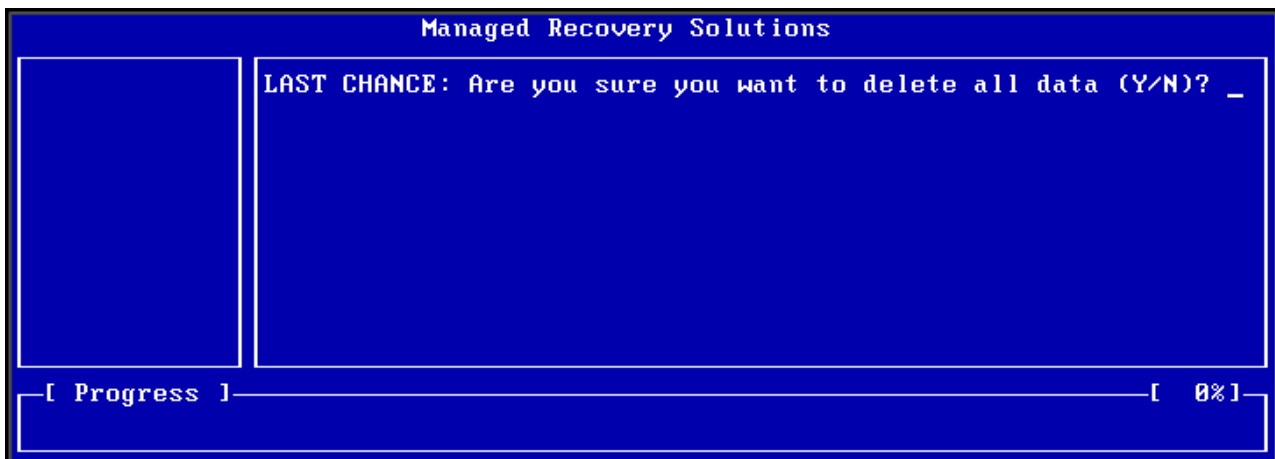 Managed Recovery Solutions
LAST CHANCE: Are you sure you want to delete all data (Y/N)? _
[ Progress ] [ 0%]